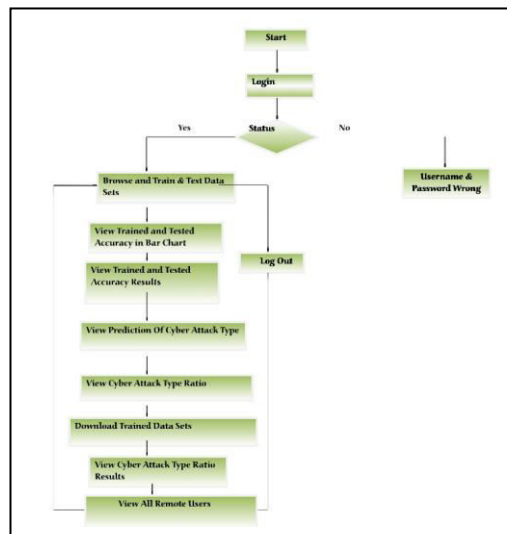 Start
Login
Status
Yes
No
Username &
Password Wrong
Browse and Train & Test Data
Sets
View Trained and Tested
Accuracy in Bar Chart
Log Out
View Trained and Tested
Accuracy Results
View Prediction Of Cyber Attack Type
View Cyber Attack Type Ratio
Download Trained Data Sets
View Cyber Attack Type Ratio
Results
View All Remote Users